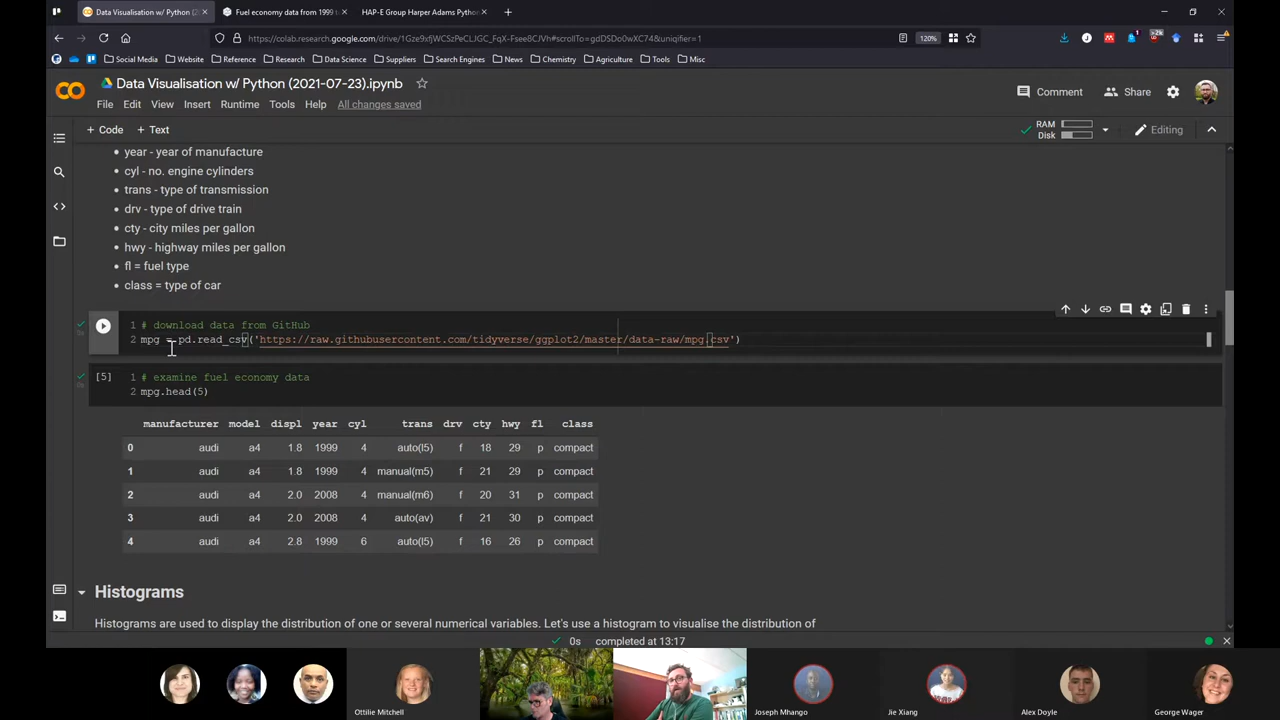 Data Visualisation w/ Python (2
Fuel economy data from 1999 t
HAP-E Group Harper Adams Pytho
https://colab.research.google.com/drive/1Gze9xfCSzPeCLJGC_FqX-Fsee8CJVh#scrollTo=gdDSDo0wXC74&uniqifier=1
120%
Social Media Website Reference Research Data Science Suppliers Search Engines News Chemistry Agriculture Tools Misc
Data Visualisation w/ Python (2021-07-23).ipynb
File Edit View Insert Runtime Tools Help All changes saved
Comment Share
+ Code + Text
RAM
Disk
Editing
year - year of manufacture
cyl - no. engine cylinders
trans - type of transmission
drv - type of drive train
cty - city miles per gallon
hwy - highway miles per gallon
fl = fuel type
class = type of car
1 # download data from GitHub
2 mpg = pd.read_csv('https://raw.githubusercontent.com/tidyverse/ggplot2/master/data-raw/mpg.csv')
[5] 1 # examine fuel economy data
2 mpg.head(5)
manufacturer model displ year cyl trans drv cty hwy fl class
0 audi a4 1.8 1999 4 auto(l5) f 18 29 p compact
1 audi a4 1.8 1999 4 manual(m5) f 21 29 p compact
2 audi a4 2.0 2008 4 manual(m6) f 20 31 p compact
3 audi a4 2.0 2008 4 auto(av) f 21 30 p compact
4 audi a4 2.8 1999 6 auto(l5) f 16 26 p compact
Histograms
Histograms are used to display the distribution of one or several numerical variables. Let's use a histogram to visualise the distribution of
0s completed at 13:17
Ottilie Mitchell
Joseph Mhango
Jie Xiang
Alex Doyle
George Wager